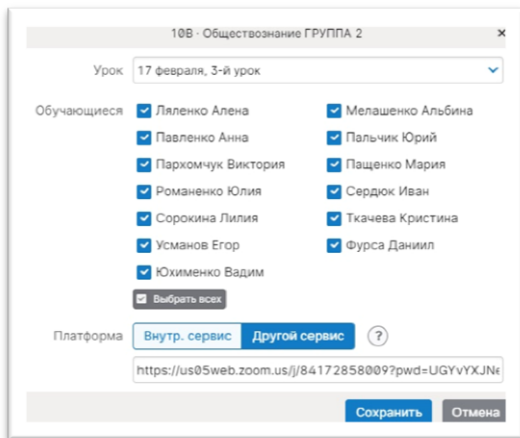 10В - Обществознание ГРУППА 2 ×
Урок 17 февраля, 3-й урок
Обучающиеся Ляленко Алена Мелашенко Альбина
Павленко Анна Пальчик Юрий
Пархомчук Виктория Пащенко Мария
Романенко Юлия Сердюк Иван
Сорокина Лилия Ткачева Кристина
Усманов Егор Фурса Даниил
Юхименко Вадим
Выбрать всех
Платформа Внутр. сервис Другой сервис ?
https://us05web.zoom.us/j/84172858009?pwd=UGYvYXJNe
Сохранить Отмена